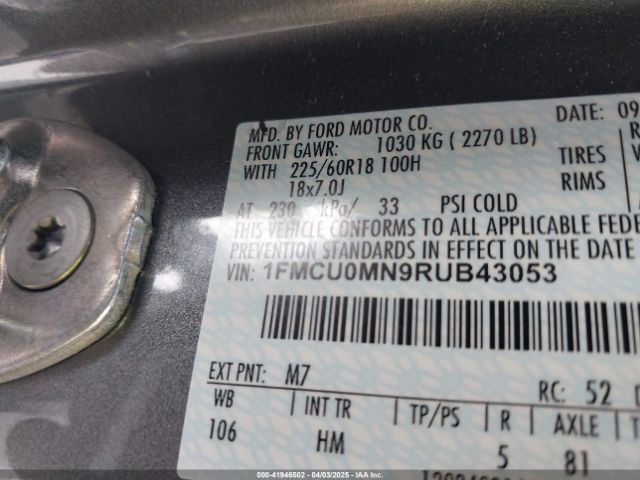 MFD. BY FORD MOTOR CO.
DATE: 09
FRONT GAWR: 1030 KG ( 2270 LB)
WITH 225/60R18 100H TIRES
18x7.0J RIMS
AT 230 kPa/ 33 PSI COLD
THIS VEHICLE CONFORMS TO ALL APPLICABLE FEDE
PREVENTION STANDARDS IN EFFECT ON THE DATE
VIN: 1FMCU0MN9RUB43053
EXT PNT: M7 RC: 52
WB INT TR TP/PS R AXLE T
106 HM 5 81
00-41946502 - 04/03/2025 - IAAI.COM